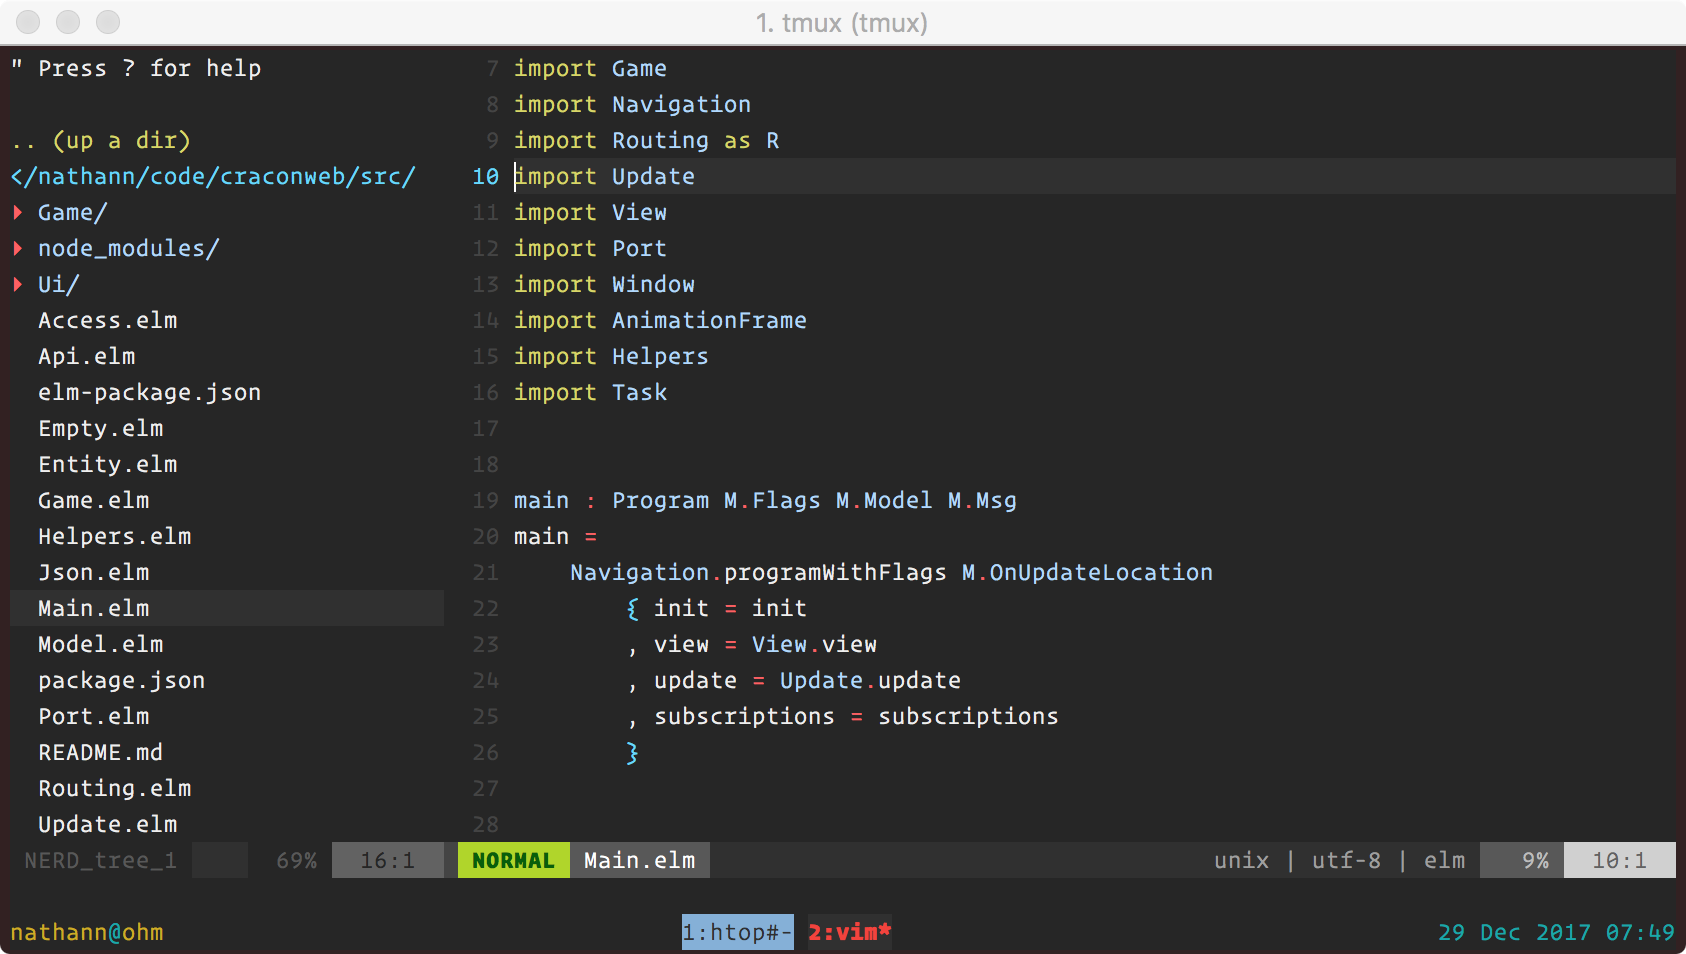 1. tmux (tmux)
" Press ? for help
.. (up a dir)
</nathann/code/craconweb/src/
Game/
node_modules/
Ui/
Access.elm
Api.elm
elm-package.json
Empty.elm
Entity.elm
Game.elm
Helpers.elm
Json.elm
Main.elm
Model.elm
package.json
Port.elm
README.md
Routing.elm
Update.elm
NERD_tree_1 69% 16:1
7 import Game
8 import Navigation
9 import Routing as R
10 import Update
11 import View
12 import Port
13 import Window
14 import AnimationFrame
15 import Helpers
16 import Task
17
18
19 main : Program M.Flags M.Model M.Msg
20 main =
21     Navigation.programWithFlags M.OnUpdateLocation
22         { init = init
23         , view = View.view
24         , update = Update.update
25         , subscriptions = subscriptions
26         }
27
28
NORMAL Main.elm unix | utf-8 | elm 9% 10:1
nathann@ohm 1:htop#- 2:vim* 29 Dec 2017 07:49